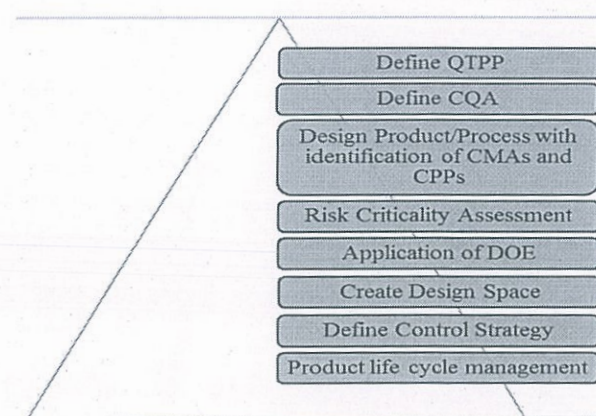 Define QTPP
Define CQA
Design Product/Process with
identification of CMAs and
CPPs
Risk Criticality Assessment
Application of DOE
Create Design Space
Define Control Strategy
Product life cycle management